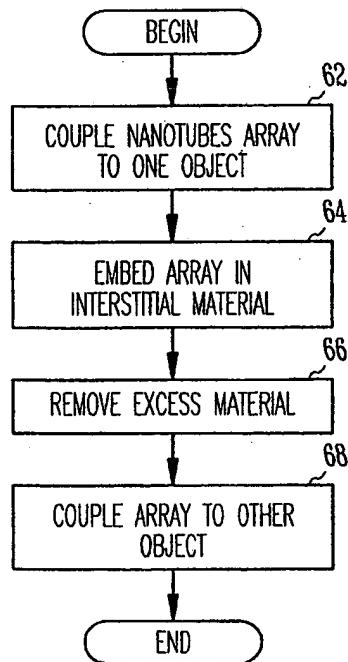 BEGIN
62
COUPLE NANOTUBES ARRAY
TO ONE OBJECT
64
EMBED ARRAY IN
INTERSTITIAL MATERIAL
66
REMOVE EXCESS MATERIAL
68
COUPLE ARRAY TO OTHER
OBJECT
END